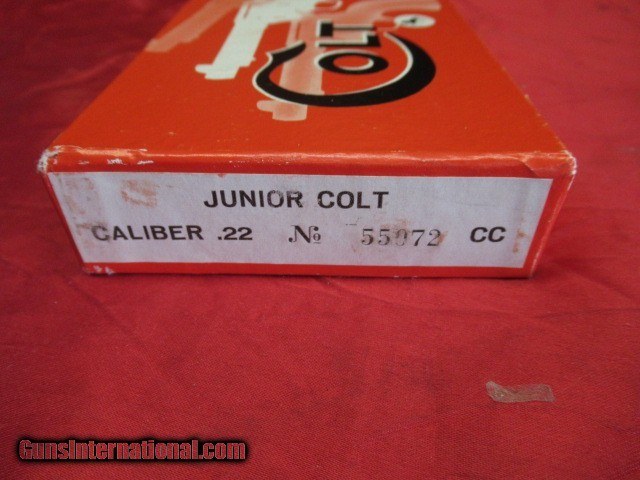 COLT
JUNIOR COLT
CALIBER .22 № 55972 CC
GunsInternational.com